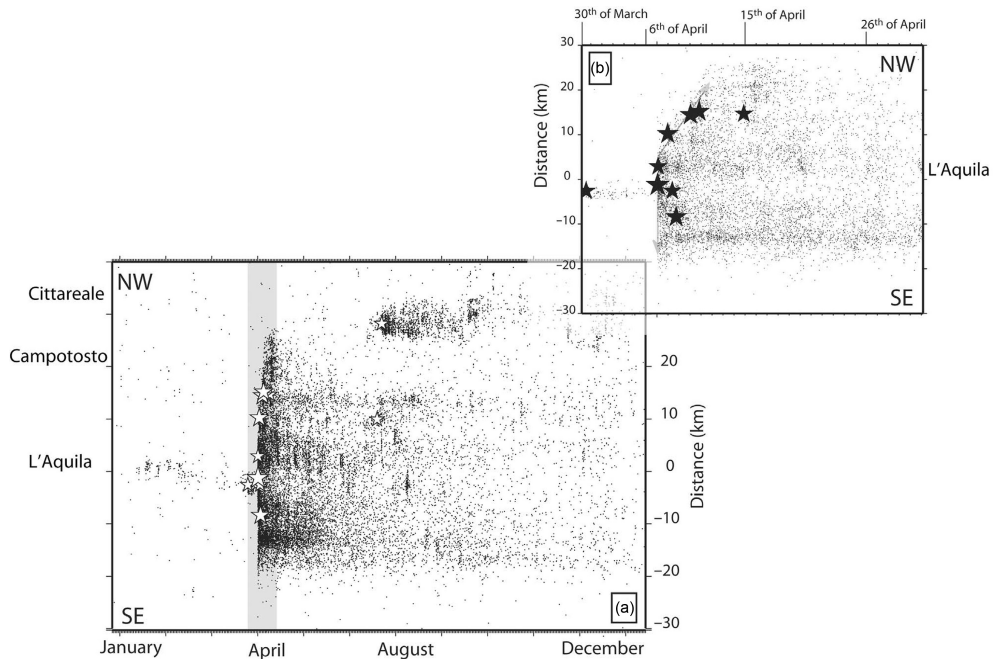 30th of March
6th of April
15th of April
26th of April
30
20
10
0
−10
−20
−30
Distance (km)
(b)
NW
SE
L'Aquila
Cittareale
Campotosto
L'Aquila
NW
SE
(a)
20
10
0
−10
−20
−30
Distance (km)
January
April
August
December